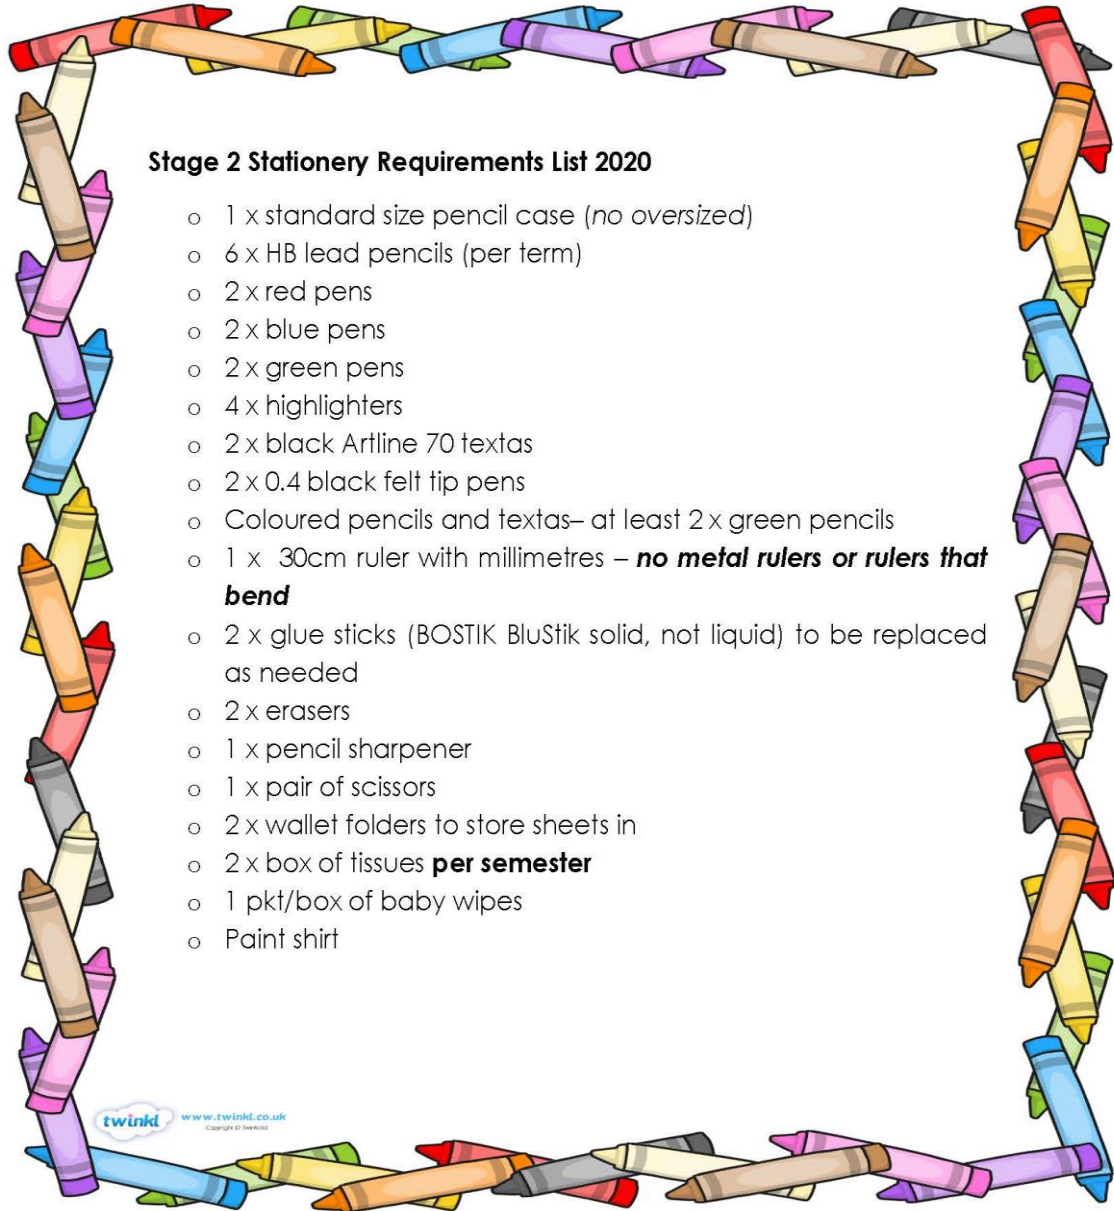 Stage 2 Stationery Requirements List 2020
o 1 x standard size pencil case (no oversized)
o 6 x HB lead pencils (per term)
o 2 x red pens
o 2 x blue pens
o 2 x green pens
o 4 x highlighters
o 2 x black Artline 70 textas
o 2 x 0.4 black felt tip pens
o Coloured pencils and textas– at least 2 x green pencils
o 1 x 30cm ruler with millimetres – no metal rulers or rulers that
bend
o 2 x glue sticks (BOSTIK BluStik solid, not liquid) to be replaced
as needed
o 2 x erasers
o 1 x pencil sharpener
o 1 x pair of scissors
o 2 x wallet folders to store sheets in
o 2 x box of tissues per semester
o 1 pkt/box of baby wipes
o Paint shirt
twinkl www.twinkl.co.uk
Copyright ©